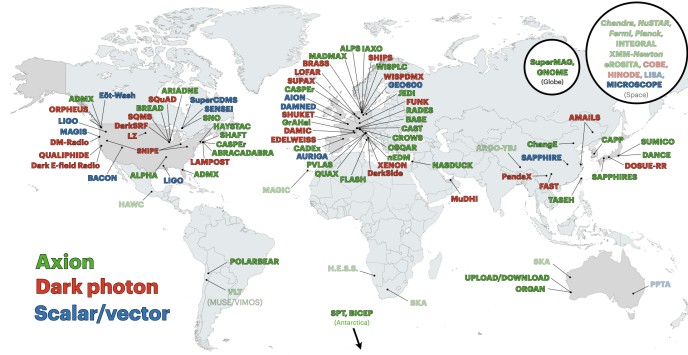 Chandra, NuSTAR,
Fermi, Planck,
INTEGRAL
XMM-Newton
eROSITA, COBE,
HINODE, LISA,
MICROSCOPE
(Space)
SuperMAG,
GNOME
(Globe)
ALPS IAXO
MADMAX
SHIPS
BRASS
WISPLC
LOFAR
WISPDMX
SUPAX
GEO600
CASPEr
JEDI
AION
FUNK
DAMNED
RADES
SHUKET
BASE
GrAHal
CAST
DAMIC
CROWS
EDELWEISS
OSQAR
CADEx
nEDM
AURIGA
XENON
PVLAS
DarkSide
QUAX
FLASH
NASDUCK
MuDHI
MAGIC
Eöt-Wash
ARIADNE
ADMX
SQuAD
SuperCDMS
ORPHEUS
BREAD
SENSEI
LIGO
SQMS
SNO
MAGIS
DarkSRF
HAYSTAC
DM-Radio
LZ
SHAFT
QUALIPHIDE
SNIPE
CASPEr
Dark E-field Radio
ABRACADABRA
LAMPOST
BACON
ALPHA
LIGO
ADMX
HAWC
AMAILS
ARGO-YBJ
ChangE
CAPP
SUMICO
SAPPHIRE
DANCE
PandaX
DOSUE-RR
FAST
SAPPHIRES
TASEH
Axion
Dark photon
Scalar/vector
POLARBEAR
VLT
(MUSE/VIMOS)
H.E.S.S.
SKA
SPT, BICEP
(Antarctica)
SKA
UPLOAD/DOWNLOAD
ORGAN
PPTA